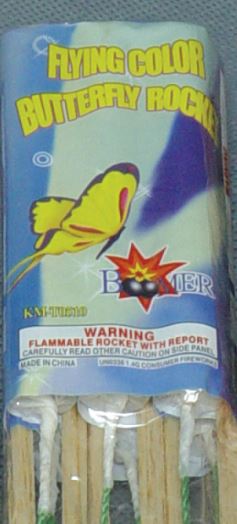 FLYING COLOR
BUTTERFLY ROCKET
BOOMER
KM-T0210
WARNING
FLAMMABLE ROCKET WITH REPORT
CAREFULLY READ OTHER CAUTION ON SIDE PANEL
MADE IN CHINA UN0336 1.4G CONSUMER FIREWORKS